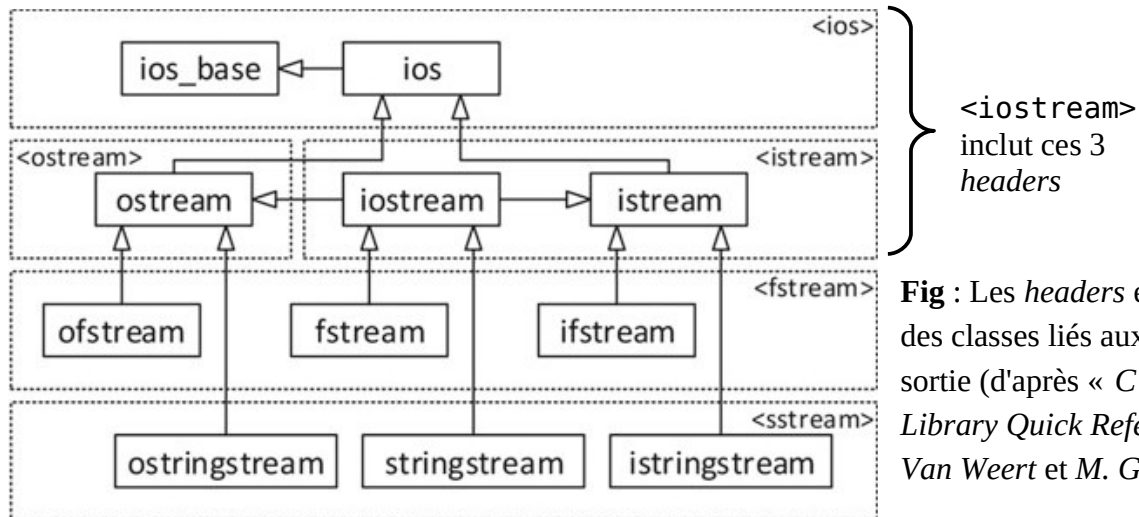 <ios>
ios_base
ios
<ostream>
<istream>
ostream
iostream
istream
<fstream>
ofstream
fstream
ifstream
<sstream>
ostringstream
stringstream
istringstream
<iostream>
inclut ces 3
headers
Fig : Les headers
des classes liés aux
sortie (d'après « C
Library Quick
Van Weert et M. G